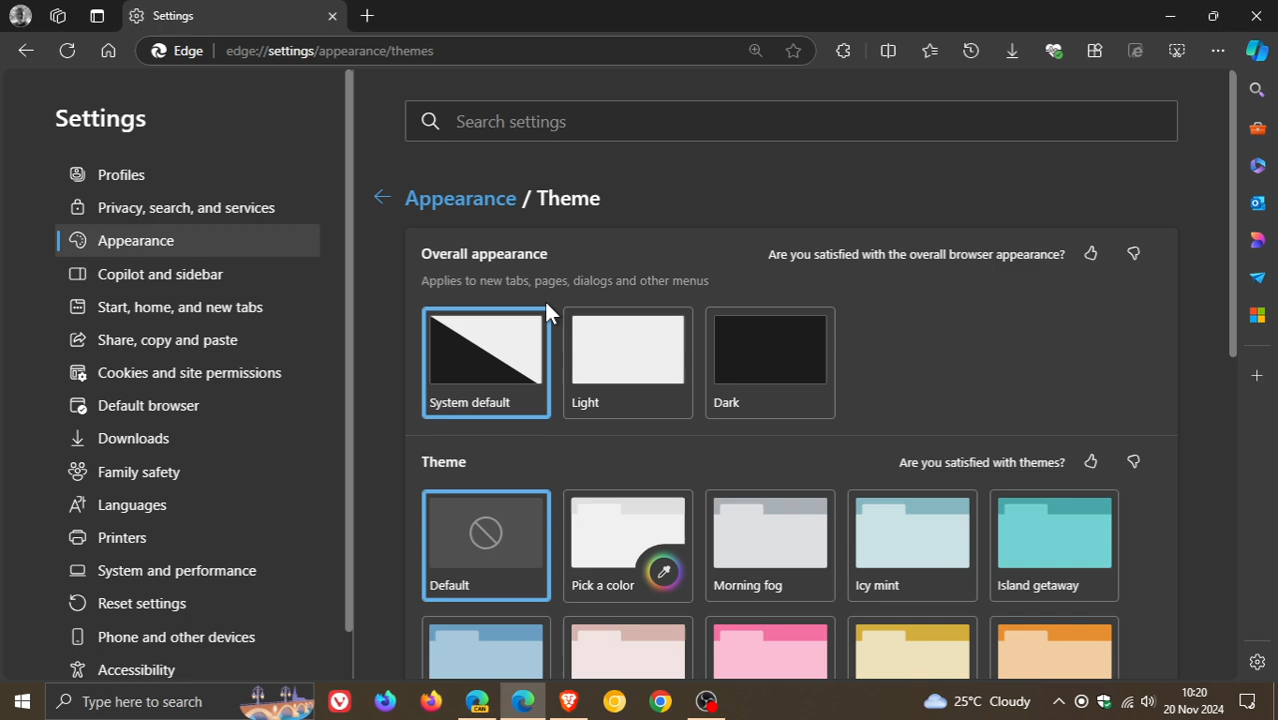 Settings
Edge
edge://settings/appearance/themes
Settings
Profiles
Privacy, search, and services
Appearance
Copilot and sidebar
Start, home, and new tabs
Share, copy and paste
Cookies and site permissions
Default browser
Downloads
Family safety
Languages
Printers
System and performance
Reset settings
Phone and other devices
Accessibility
Search settings
Appearance / Theme
Overall appearance
Are you satisfied with the overall browser appearance?
Applies to new tabs, pages, dialogs and other menus
System default
Light
Dark
Theme
Are you satisfied with themes?
Default
Pick a color
Morning fog
Icy mint
Island getaway
Type here to search
CAN
25°C Cloudy
10:20
20 Nov 2024